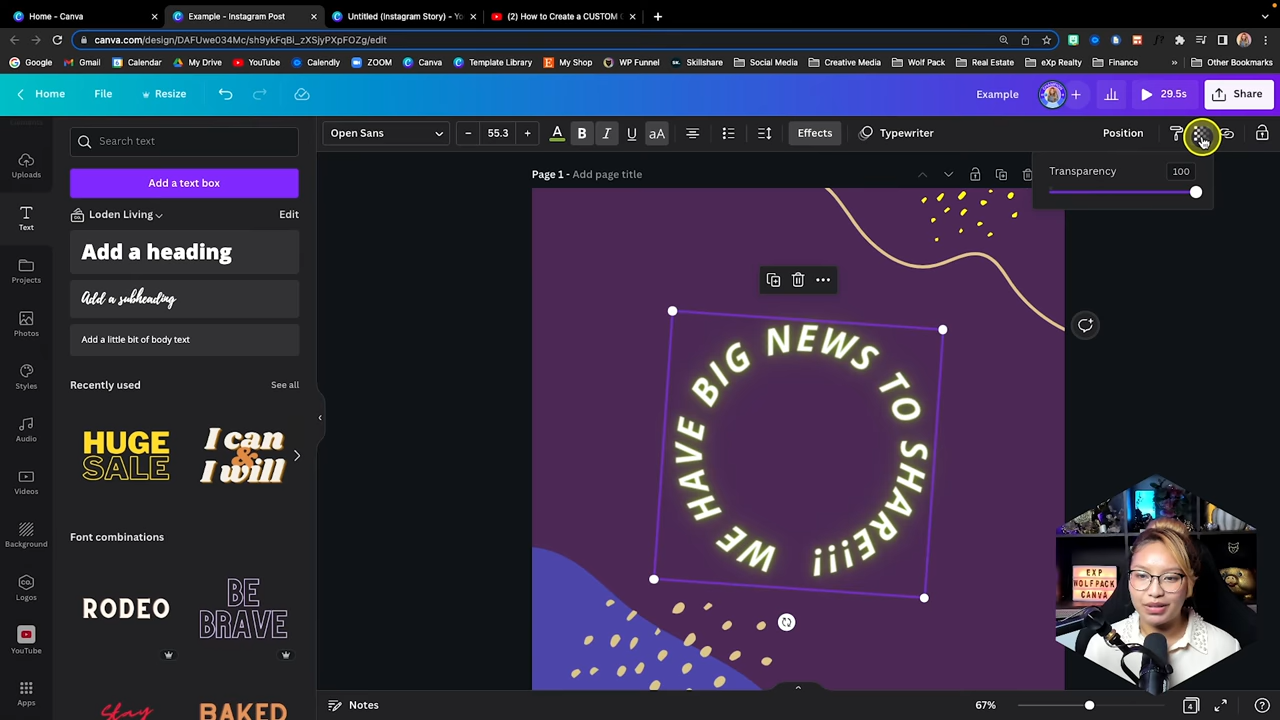 Home - Canva
Example - Instagram Post
Untitled (Instagram Story) - Yo
(2) How to Create a CUSTOM
canva.com/design/DAFUwe034Mc/sh9ykFqBi_zXSjyPXpFOZg/edit
Google Gmail Calendar My Drive YouTube Calendly ZOOM Canva Template Library My Shop WP Funnel Skillshare Social Media Creative Media Wolf Pack Real Estate eXp Realty Finance » Other Bookmarks
Home File Resize Example 29.5s Share
Search text
Open Sans 55.3 A B I U aA Effects Typewriter Position
Transparency 100
Add a text box
Page 1 - Add page title
Loden Living Edit
Add a heading
Add a subheading
Add a little bit of body text
Recently used See all
HUGE
SALE
I can
&
I will
Font combinations
RODEO
BE
BRAVE
Stay
BAKED
Uploads
Text
Projects
Photos
Styles
Audio
Videos
Background
Logos
YouTube
Apps
WE HAVE BIG NEWS TO SHARE!!!
EXP
WOLFPACK
CANVA
Notes
67%
4